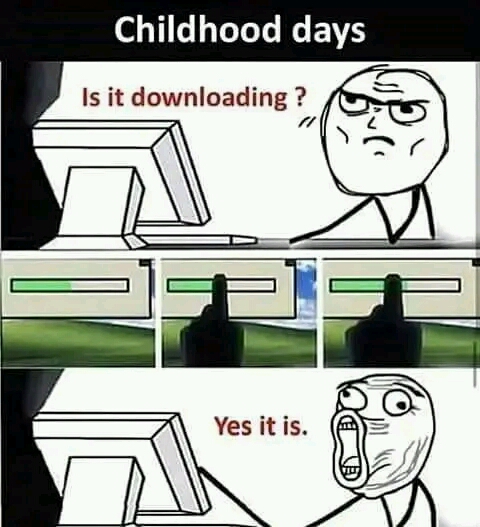 Childhood days
Is it downloading ?
Yes it is.